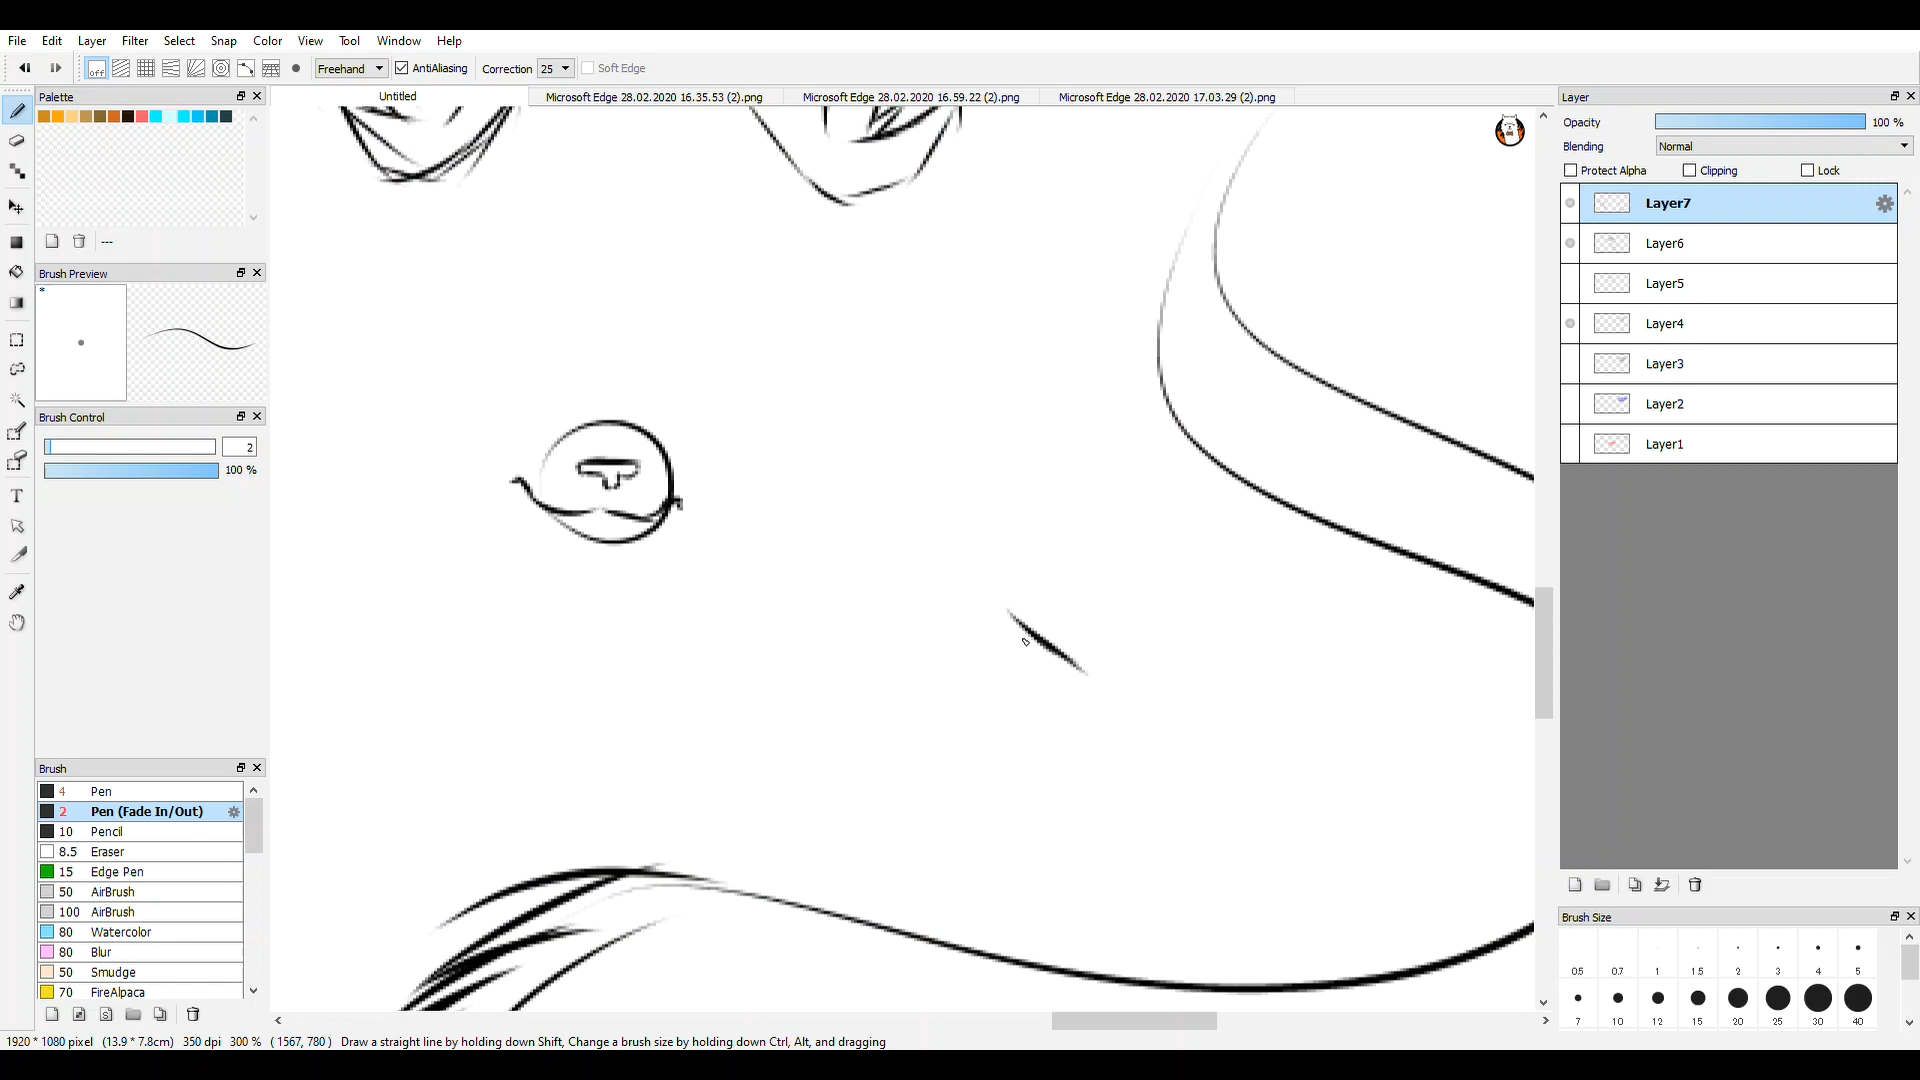 File Edit Layer Filter Select Snap Color View Tool Window Help
off Freehand AntiAliasing Correction 25 Soft Edge
Palette
Untitled
Microsoft Edge 28.02.2020 16.35.53 (2).png
Microsoft Edge 28.02.2020 16.59.22 (2).png
Microsoft Edge 28.02.2020 17.03.29 (2).png
Layer
Opacity 100 %
Blending Normal
Protect Alpha Clipping Lock
Layer7
Layer6
Layer5
Layer4
Layer3
Layer2
Layer1
---
Brush Preview
*
Brush Control
2
100 %
T
Brush
4 Pen
2 Pen (Fade In/Out)
10 Pencil
8.5 Eraser
15 Edge Pen
50 AirBrush
100 AirBrush
80 Watercolor
80 Blur
50 Smudge
70 FireAlpaca
Brush Size
0.5 0.7 1 1.5 2 3 4 5
7 10 12 15 20 25 30 40
1920 * 1080 pixel (13.9 * 7.8cm) 350 dpi 300 % ( 1567, 780 ) Draw a straight line by holding down Shift, Change a brush size by holding down Ctrl, Alt, and dragging